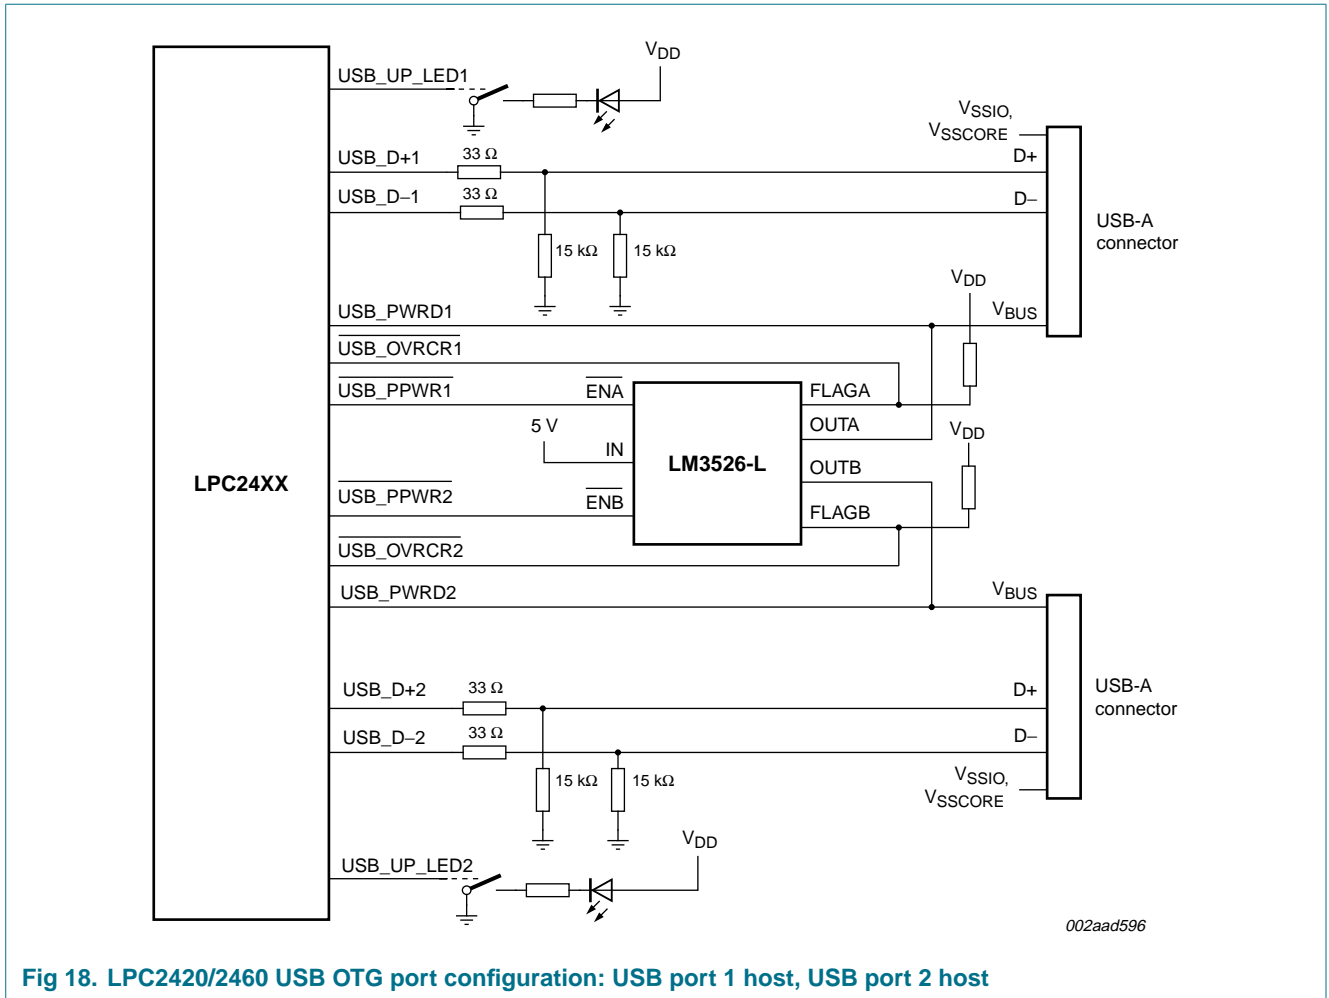 USB_UP_LED1
VDD
VSSIO,
VSSCORE
USB_D+1
33 Ω
D+
USB_D−1
33 Ω
D−
USB-A
connector
15 kΩ
15 kΩ
VDD
USB_PWRD1
VBUS
USB_OVRCR1
USB_PPWR1
ENA
FLAGA
5 V
OUTA
VDD
IN
LM3526-L
LPC24XX
OUTB
USB_PPWR2
ENB
FLAGB
USB_OVRCR2
USB_PWRD2
VBUS
USB_D+2
33 Ω
D+
USB-A
connector
USB_D−2
33 Ω
D−
15 kΩ
15 kΩ
VSSIO,
VSSCORE
VDD
USB_UP_LED2
002aad596
Fig 18. LPC2420/2460 USB OTG port configuration: USB port 1 host, USB port 2 host